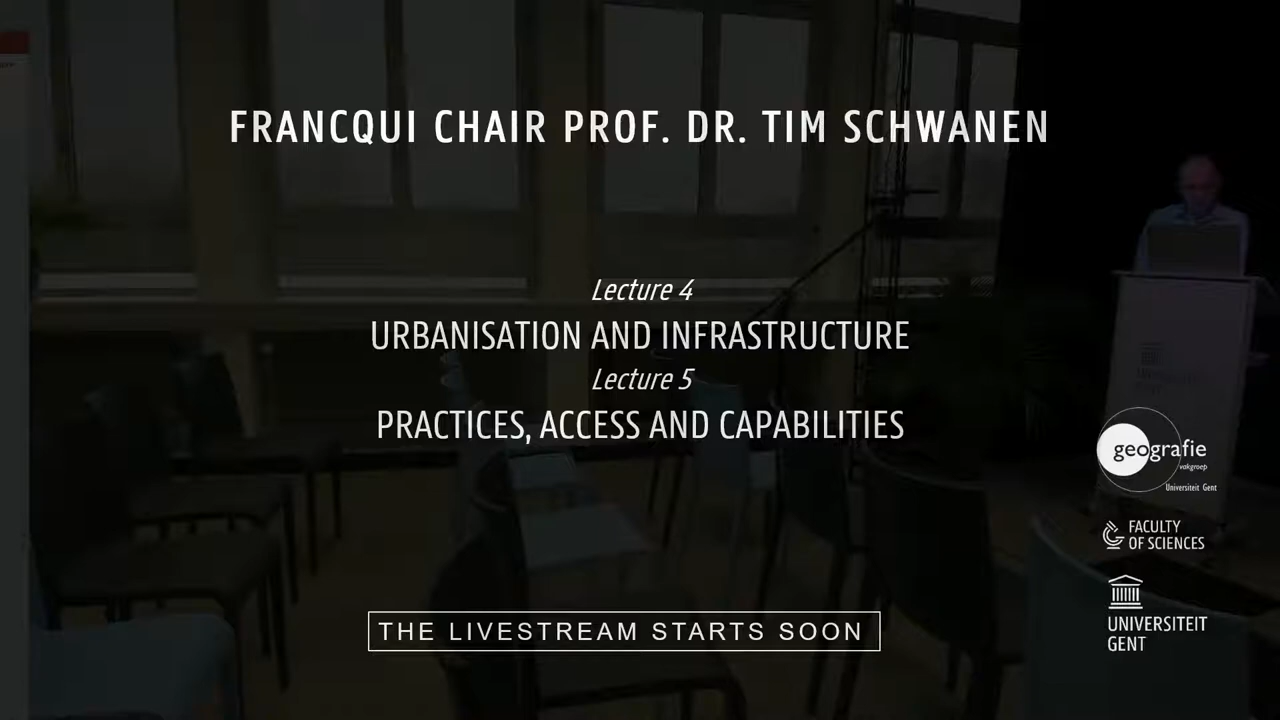 FRANCQUI CHAIR PROF. DR. TIM SCHWANEN
Lecture 4
URBANISATION AND INFRASTRUCTURE
Lecture 5
PRACTICES, ACCESS AND CAPABILITIES
geografie
vakgroep
Universiteit Gent
FACULTY
OF SCIENCES
UNIVERSITEIT
GENT
THE LIVESTREAM STARTS SOON